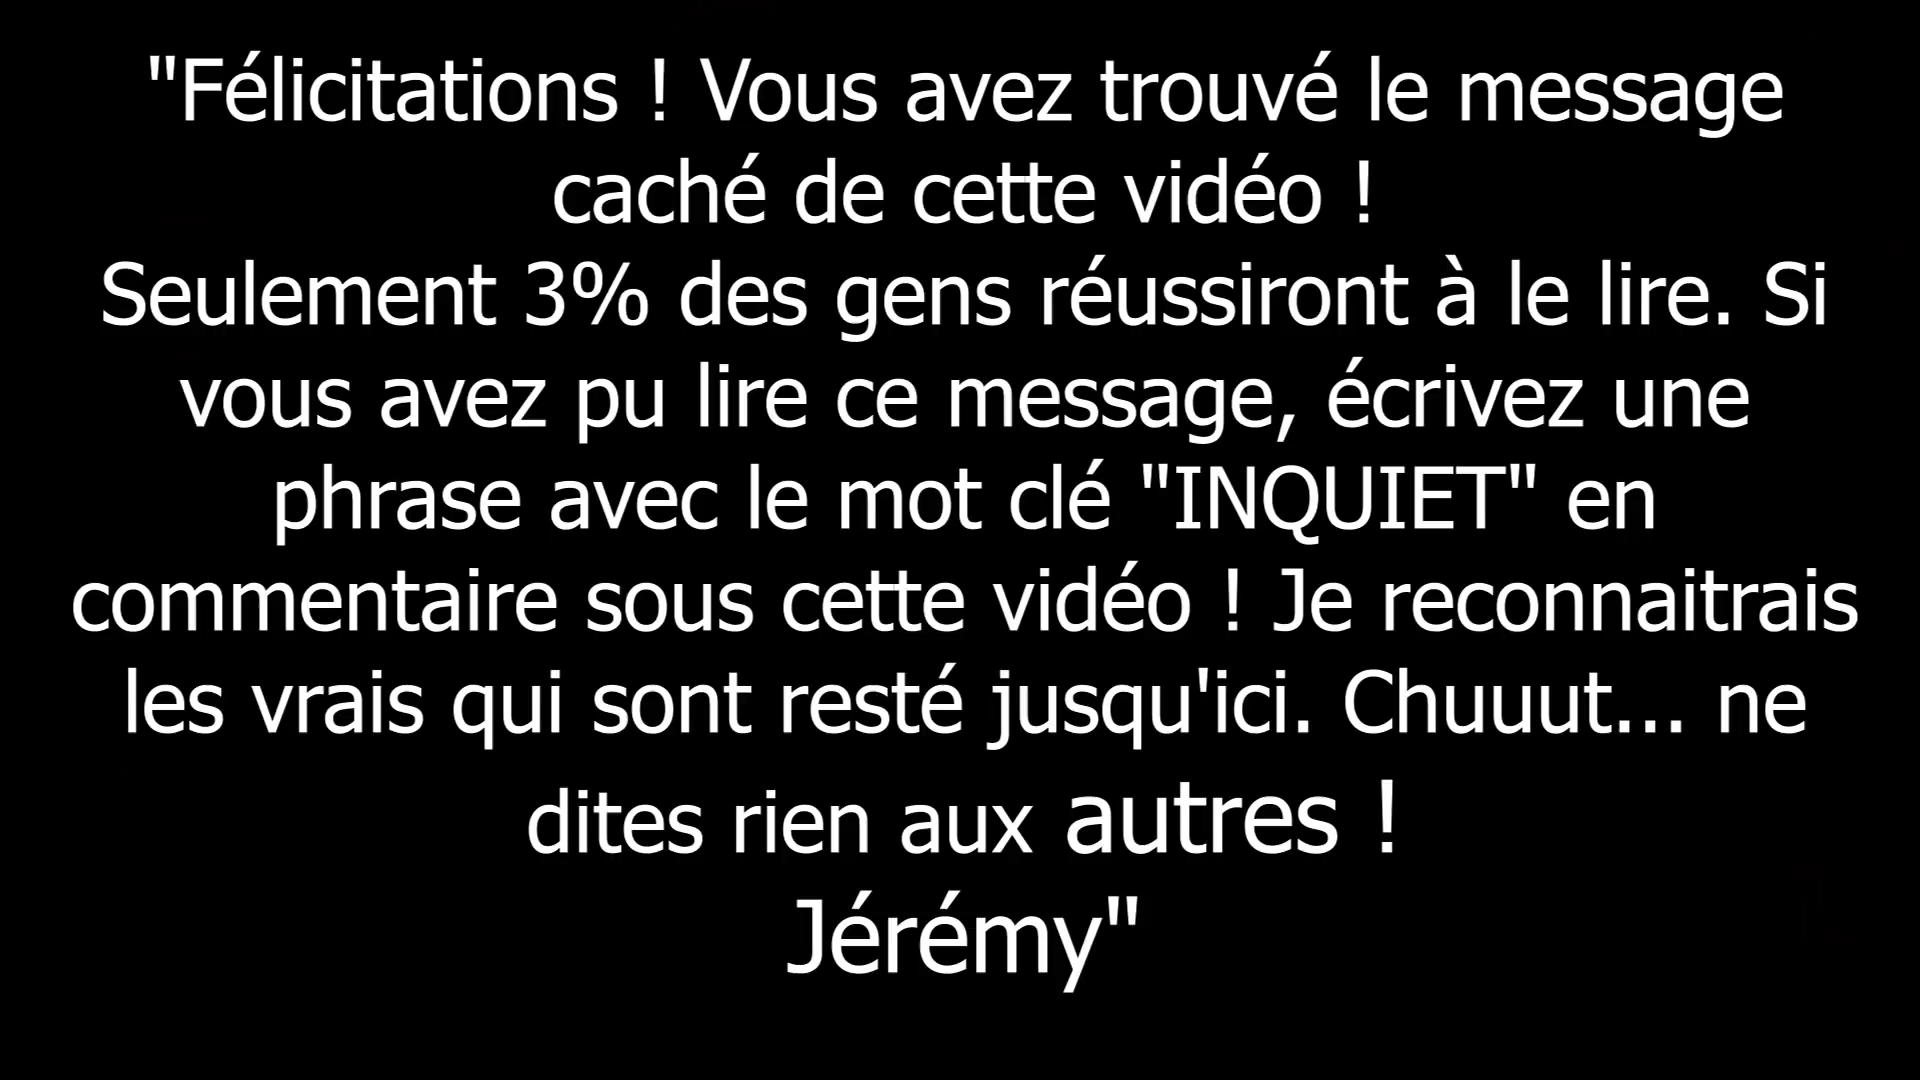 "Félicitations ! Vous avez trouvé le message
caché de cette vidéo !
Seulement 3% des gens réussiront à le lire. Si
vous avez pu lire ce message, écrivez une
phrase avec le mot clé "INQUIET" en
commentaire sous cette vidéo ! Je reconnaitrais
les vrais qui sont resté jusqu'ici. Chuuut... ne
dites rien aux autres !
Jérémy"